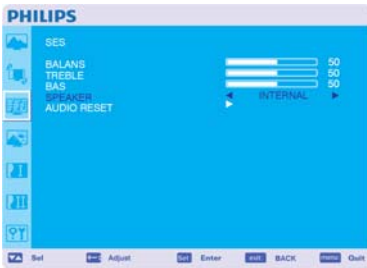 PHILIPS
SES
BALANS 50
TREBLE 50
BAS 50
SPEAKER INTERNAL
AUDIO RESET
Sel Adjust Set Enter exit BACK menu Quit